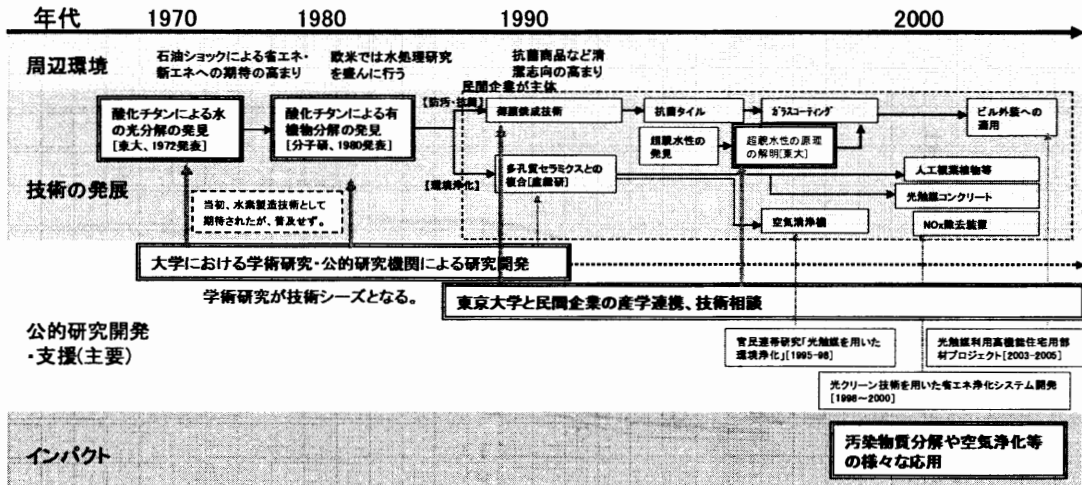 年代 1970 1980 1990 2000
周辺環境
石油ショックによる省エネ・
新エネへの期待の高まり
欧米では水処理研究
を盛んに行う
抗菌商品など清
潔志向の高まり
民間企業が主体
技術の発展
酸化チタンによる水
の光分解の発見
[東大、1972発表]
酸化チタンによる有
機物分解の発見
[分子研、1980発表]
【防汚・抗菌】
薄膜焼成技術
抗菌タイル
ガラスコーティング
ビル外装への
適用
超親水性の
発見
超親水性の原理
の解明[東大]
【環境浄化】
多孔質セラミクスとの
複合[産総研]
人工観葉植物等
光触媒コンクリート
空気清浄機
NOx除去装置
当初、水素製造技術として
期待されたが、普及せず。
大学における学術研究・公的研究機関による研究開発
学術研究が技術シーズとなる。
東京大学と民間企業の産学連携、技術相談
公的研究開発
・支援(主要)
官民連帯研究「光触媒を用いた
環境浄化」[1995-98]
光触媒利用高機能住宅用部
材プロジェクト[2003-2005]
光クリーン技術を用いた省エネ浄化システム開発
[1998～2000]
インパクト
汚染物質分解や空気浄化等
の様々な応用